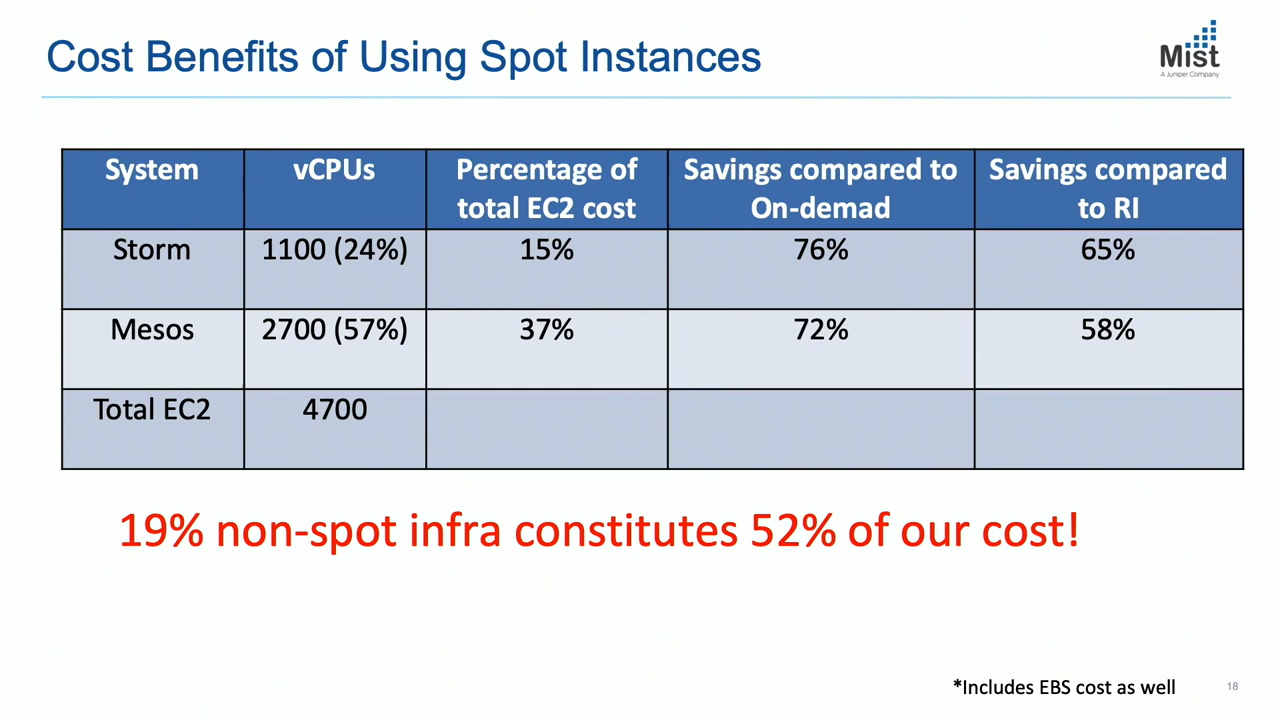 Cost Benefits of Using Spot Instances
Mist
A Juniper Company
System vCPUs Percentage of total EC2 cost Savings compared to On-demad Savings compared to RI
Storm 1100 (24%) 15% 76% 65%
Mesos 2700 (57%) 37% 72% 58%
Total EC2 4700
19% non-spot infra constitutes 52% of our cost!
*Includes EBS cost as well
18